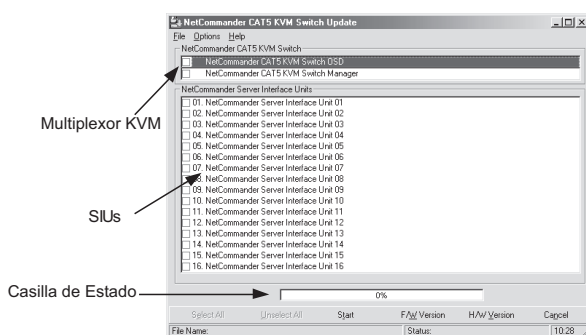 NetCommander CAT5 KVM Switch Update
File Options Help
NetCommander CAT5 KVM Switch
NetCommander CAT5 KVM Switch OSD
NetCommander CAT5 KVM Switch Manager
Multiplexor KVM
NetCommander Server Interface Units
01. NetCommander Server Interface Unit 01
02. NetCommander Server Interface Unit 02
03. NetCommander Server Interface Unit 03
04. NetCommander Server Interface Unit 04
05. NetCommander Server Interface Unit 05
06. NetCommander Server Interface Unit 06
07. NetCommander Server Interface Unit 07
08. NetCommander Server Interface Unit 08
09. NetCommander Server Interface Unit 09
10. NetCommander Server Interface Unit 10
11. NetCommander Server Interface Unit 11
12. NetCommander Server Interface Unit 12
13. NetCommander Server Interface Unit 13
14. NetCommander Server Interface Unit 14
15. NetCommander Server Interface Unit 15
16. NetCommander Server Interface Unit 16
SIUs
Casilla de Estado
0%
Select All Unselect All Start F/W Version H/W Version Cancel
File Name: Status: 10:28